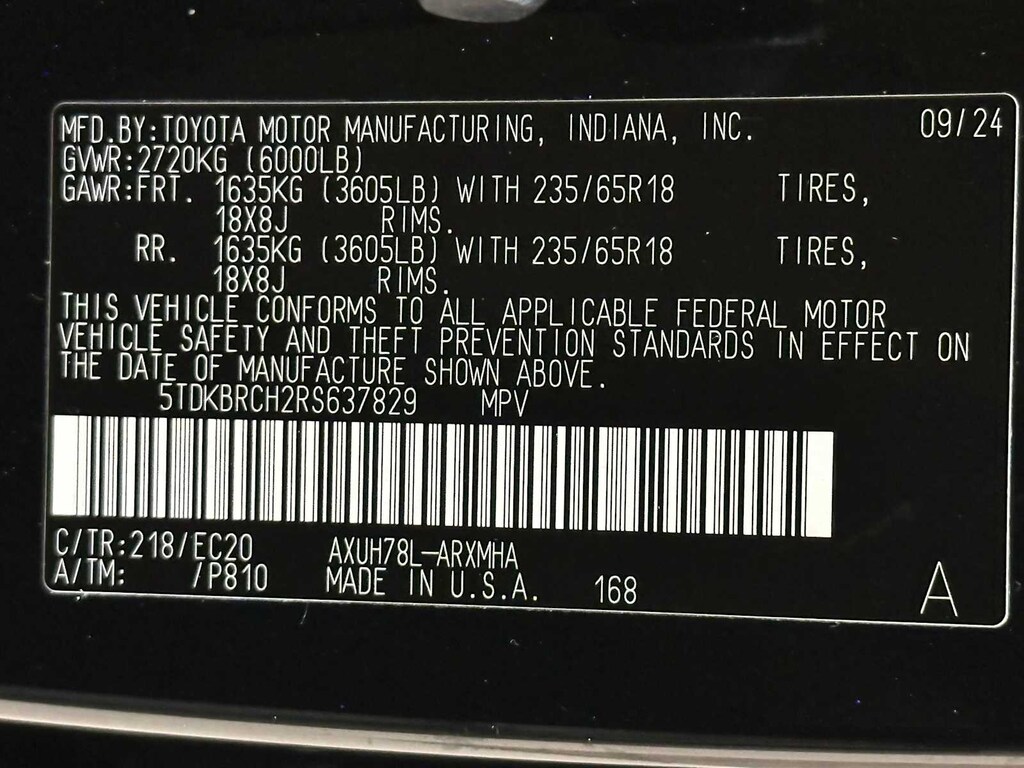 MFD.BY:TOYOTA MOTOR MANUFACTURING, INDIANA, INC. 09/24
GVWR:2720KG (6000LB)
GAWR:FRT. 1635KG (3605LB) WITH 235/65R18 TIRES,
18X8J RIMS.
RR. 1635KG (3605LB) WITH 235/65R18 TIRES,
18X8J RIMS.
THIS VEHICLE CONFORMS TO ALL APPLICABLE FEDERAL MOTOR
VEHICLE SAFETY AND THEFT PREVENTION STANDARDS IN EFFECT ON
THE DATE OF MANUFACTURE SHOWN ABOVE.
5TDKBRCH2RS637829 MPV
C/TR:218/EC20 AXUH78L-ARXMHA
A/TM: /P810 MADE IN U.S.A. 168 A